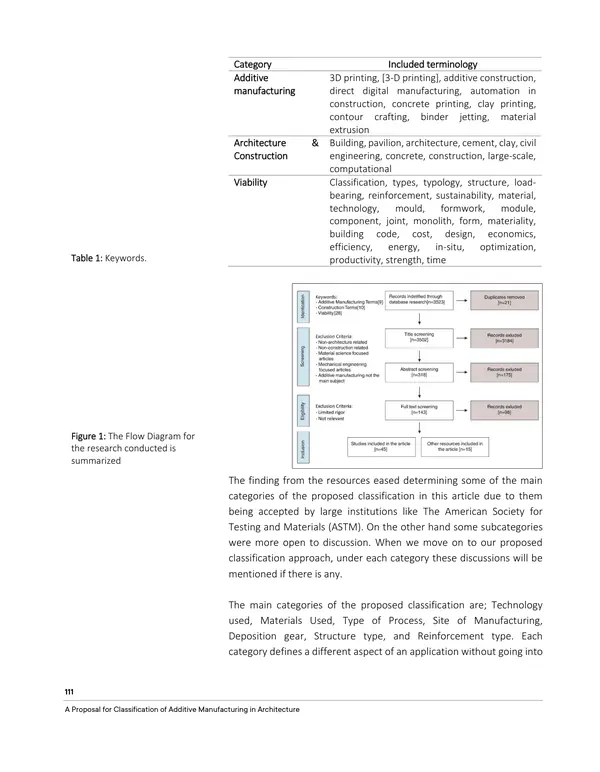 Category Included terminology
Additive manufacturing 3D printing, [3-D printing], additive construction,
direct digital manufacturing, automation in
construction, concrete printing, clay printing,
contour crafting, binder jetting, material
extrusion
Architecture & Construction Building, pavilion, architecture, cement, clay, civil
engineering, concrete, construction, large-scale,
computational
Viability Classification, types, typology, structure, load-
bearing, reinforcement, sustainability, material,
technology, mould, formwork, module,
component, joint, monolith, form, materiality,
building code, cost, design, economics,
efficiency, energy, in-situ, optimization,
productivity, strength, time
Table 1: Keywords.
Keywords:
- Additive Manufacturing Terms[9]
- Construction Terms[10]
- Viability[28]
Records indetified through
database research[n=3523]
Duplicates removes
[n=21]
Screening
Exclusion Criteria:
- Non-architecture related
- Non-construction related
- Material science focused
articles
- Mechanical engineering
focused articles
- Additive manufacturing not the
main subject
Title screening
[n=3502]
Records exluded
[n=3184]
Abstract screening
[n=318]
Records exluded
[n=175]
Eligibility
Exclusion Criteria:
- Limited rigor
- Not relevant
Full text screening
[n=143]
Records exluded
[n=98]
Inclusion
Studies included in the article
[n=45]
Other resources included in
the article [n=15]
Figure 1: The Flow Diagram for
the research conducted is
summarized
The finding from the resources eased determining some of the main
categories of the proposed classification in this article due to them
being accepted by large institutions like The American Society for
Testing and Materials (ASTM). On the other hand some subcategories
were more open to discussion. When we move on to our proposed
classification approach, under each category these discussions will be
mentioned if there is any.
The main categories of the proposed classification are; Technology
used, Materials Used, Type of Process, Site of Manufacturing,
Deposition gear, Structure type, and Reinforcement type. Each
category defines a different aspect of an application without going into
111
A Proposal for Classification of Additive Manufacturing in Architecture